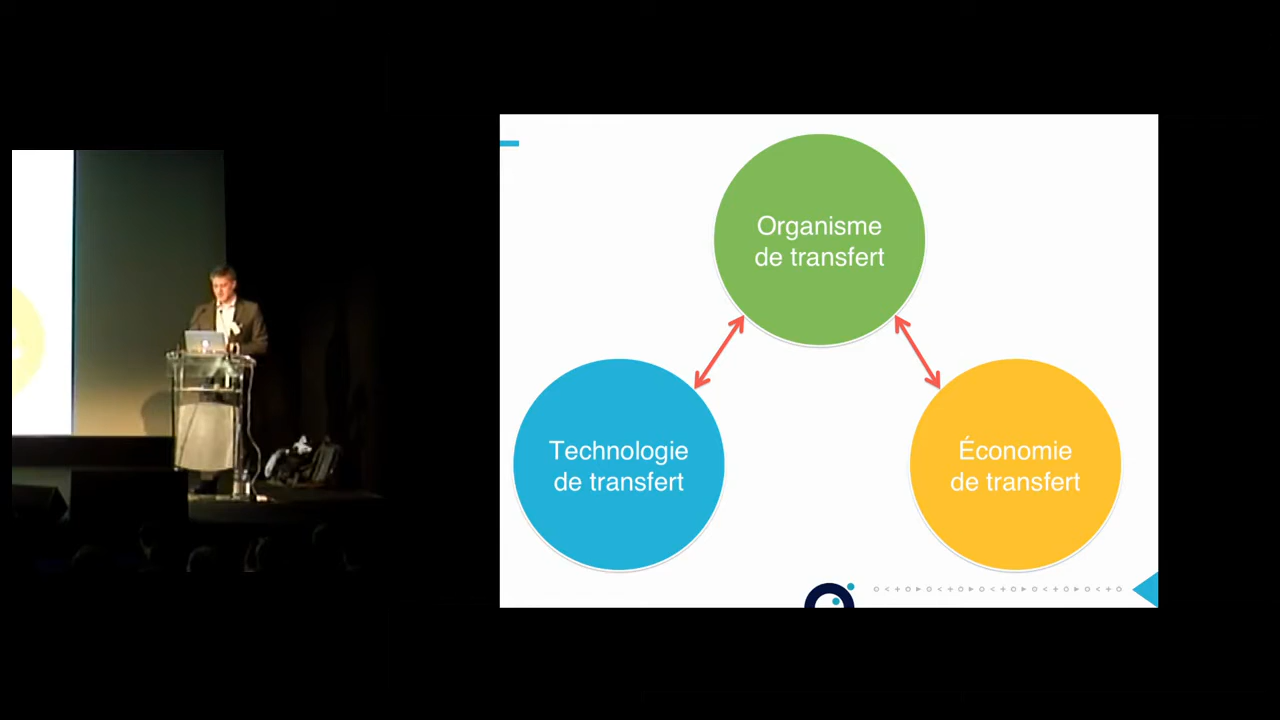 Organisme
de transfert
Technologie
de transfert
Économie
de transfert